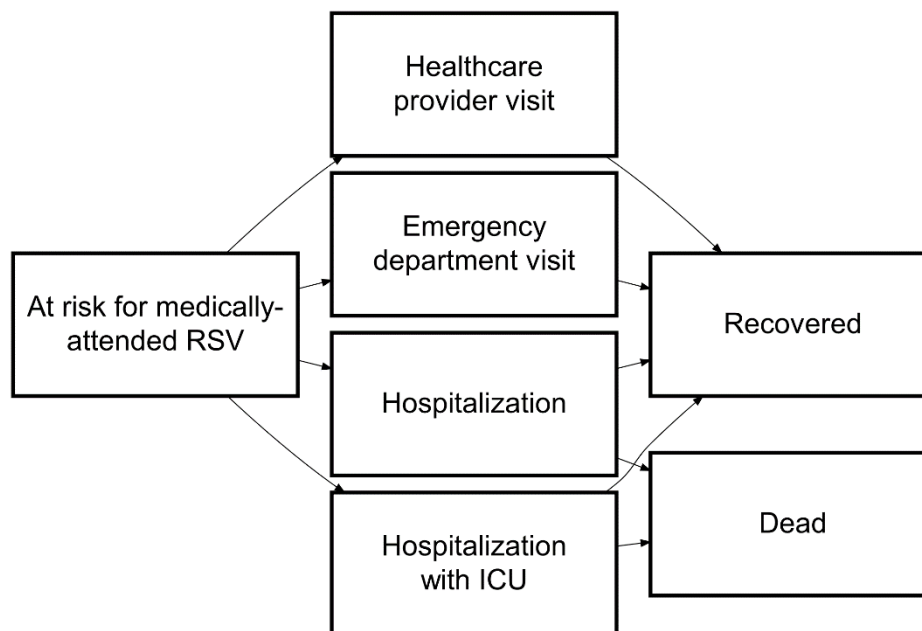 Healthcare
provider visit
Emergency
department visit
At risk for medically-
attended RSV
Recovered
Hospitalization
Dead
Hospitalization
with ICU